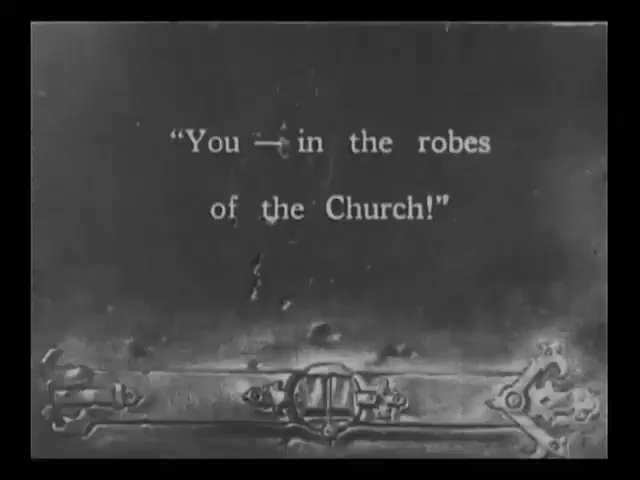 “You — in the robes
of the Church!”